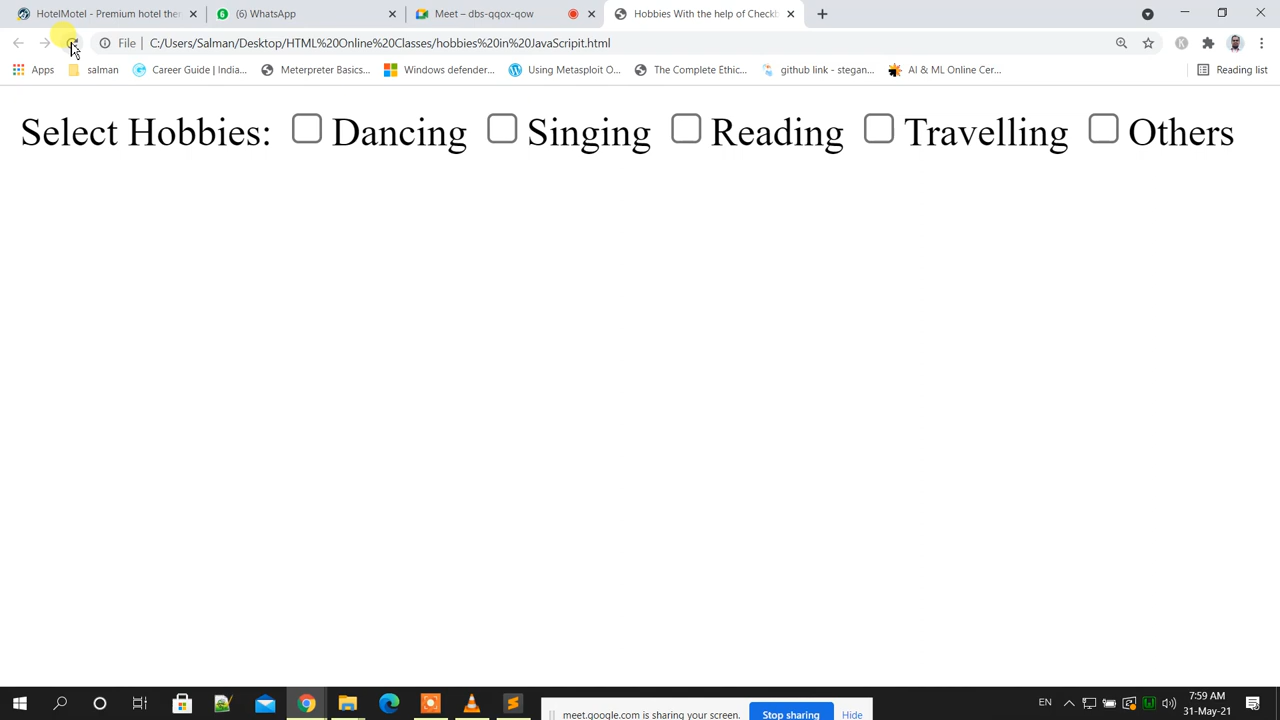 HotelMotel - Premium hotel ther
(6) WhatsApp
Meet – dbs-qqox-qow
Hobbies With the help of Checkb
File C:/Users/Salman/Desktop/HTML%20Online%20Classes/hobbies%20in%20JavaScripit.html
Apps salman Career Guide | India... Meterpreter Basics... Windows defender... Using Metasploit O... The Complete Ethic... github link - stegan... AI & ML Online Cer... Reading list
Select Hobbies: Dancing Singing Reading Travelling Others
EN
7:59 AM
31-May-21
meet.google.com is sharing your screen. Stop sharing Hide